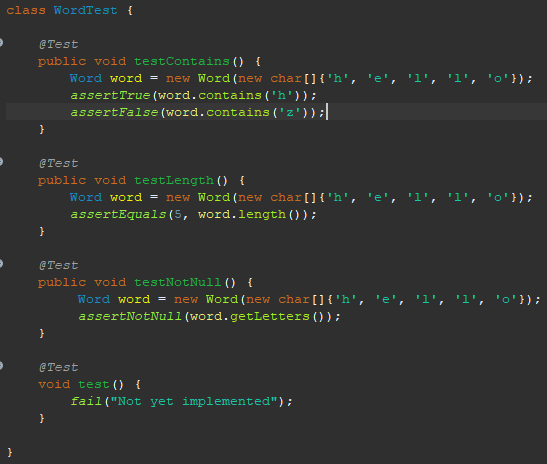 class WordTest {
@Test
public void testContains() {
Word word = new Word(new char[]{'h', 'e', 'l', 'l', 'o'});
assertTrue(word.contains('h'));
assertFalse(word.contains('z'));
}
@Test
public void testLength() {
Word word = new Word(new char[]{'h', 'e', 'l', 'l', 'o'});
assertEquals(5, word.length());
}
@Test
public void testNotNull() {
Word word = new Word(new char[]{'h', 'e', 'l', 'l', 'o'});
assertNotNull(word.getLetters());
}
@Test
void test() {
fail("Not yet implemented");
}
}